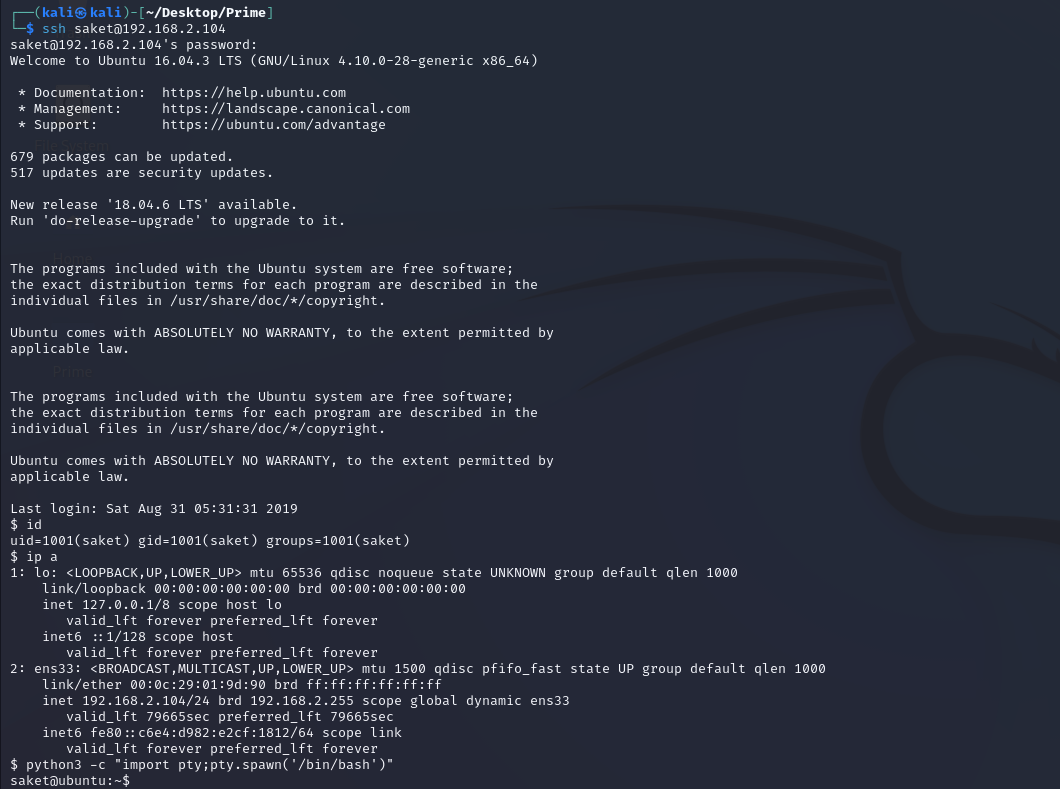 ┌──(kali㉿kali)-[~/Desktop/Prime]
└─$ ssh saket@192.168.2.104
saket@192.168.2.104's password:
Welcome to Ubuntu 16.04.3 LTS (GNU/Linux 4.10.0-28-generic x86_64)
 * Documentation:  https://help.ubuntu.com
 * Management:     https://landscape.canonical.com
 * Support:        https://ubuntu.com/advantage
File System
679 packages can be updated.
517 updates are security updates.
New release '18.04.6 LTS' available.
Run 'do-release-upgrade' to upgrade to it.
Home
The programs included with the Ubuntu system are free software;
the exact distribution terms for each program are described in the
individual files in /usr/share/doc/*/copyright.
Ubuntu comes with ABSOLUTELY NO WARRANTY, to the extent permitted by
applicable law.
Prime
The programs included with the Ubuntu system are free software;
the exact distribution terms for each program are described in the
individual files in /usr/share/doc/*/copyright.
Ubuntu comes with ABSOLUTELY NO WARRANTY, to the extent permitted by
applicable law.
Last login: Sat Aug 31 05:31:31 2019
$ id
uid=1001(saket) gid=1001(saket) groups=1001(saket)
$ ip a
1: lo: <LOOPBACK,UP,LOWER_UP> mtu 65536 qdisc noqueue state UNKNOWN group default qlen 1000
    link/loopback 00:00:00:00:00:00 brd 00:00:00:00:00:00
    inet 127.0.0.1/8 scope host lo
       valid_lft forever preferred_lft forever
    inet6 ::1/128 scope host
       valid_lft forever preferred_lft forever
2: ens33: <BROADCAST,MULTICAST,UP,LOWER_UP> mtu 1500 qdisc pfifo_fast state UP group default qlen 1000
    link/ether 00:0c:29:01:9d:90 brd ff:ff:ff:ff:ff:ff
    inet 192.168.2.104/24 brd 192.168.2.255 scope global dynamic ens33
       valid_lft 79665sec preferred_lft 79665sec
    inet6 fe80::c6e4:d982:e2cf:1812/64 scope link
       valid_lft forever preferred_lft forever
$ python3 -c "import pty;pty.spawn('/bin/bash')"
saket@ubuntu:~$